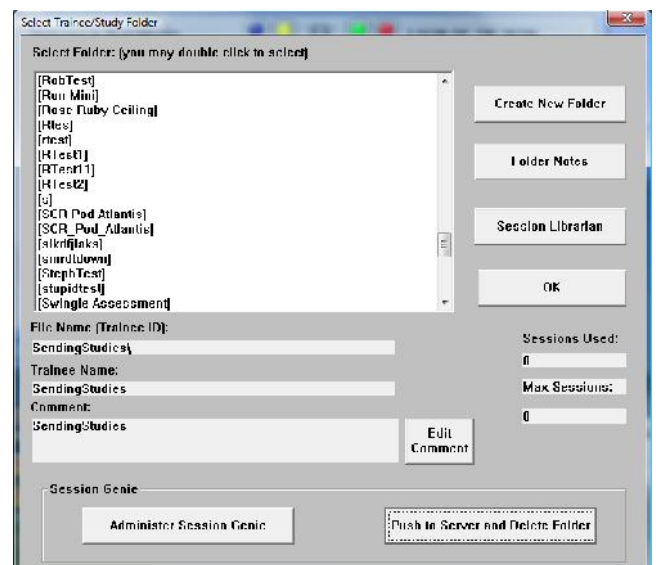 Select Trainee/Study Folder
Select Folder: (you may double click to select)
[RobTest]
[Ron Mini]
[Rose Ruby Ceiling]
[Rtes]
[rtest]
[RTest1]
[RTest11]
[RTest2]
[s]
[SCR Pod Atlantis]
[SCR_Pod_Atlantis]
[StephTest]
[stupidtest]
[Swingle Assessment]
Create New Folder
Folder Notes
Session Librarian
OK
File Name (Trainee ID):
SendingStudies\
Trainee Name:
SendingStudies
Comment:
SendingStudies
Edit
Comment
Sessions Used:
0
Max Sessions:
0
Session Genie
Administer Session Genie
Push to Server and Delete Folder